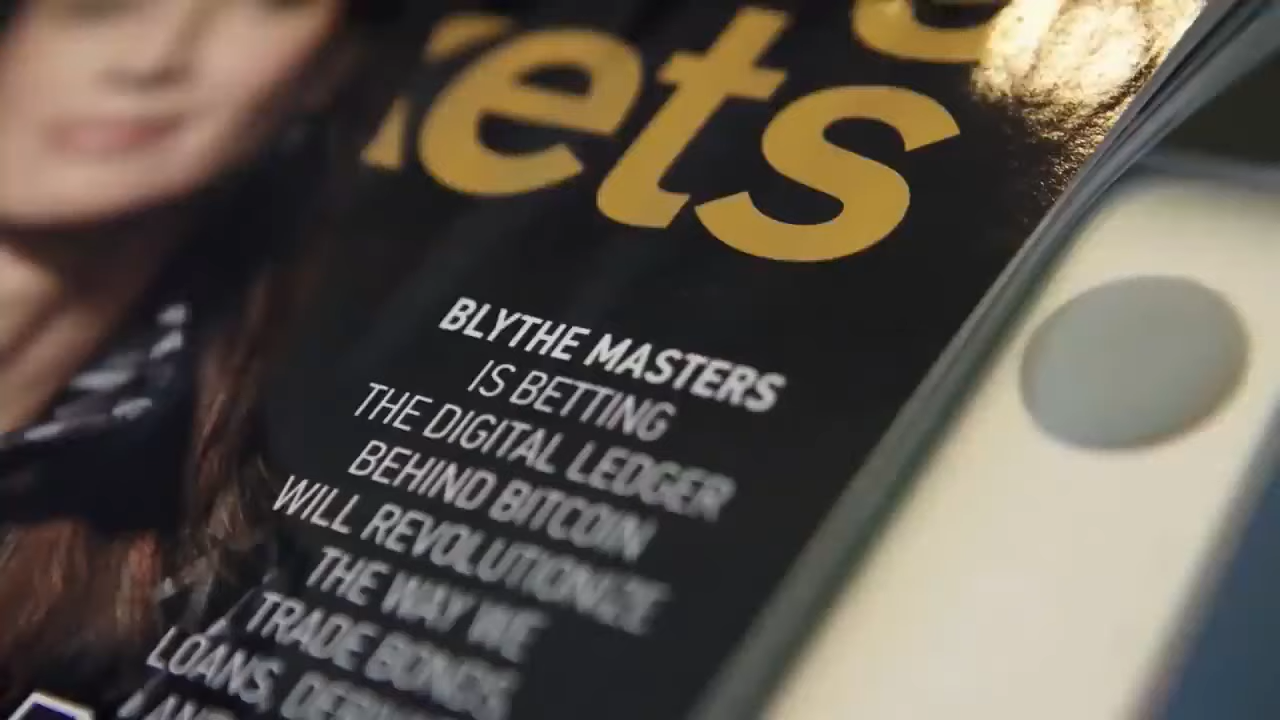 ets
BLYTHE MASTERS
IS BETTING
THE DIGITAL LEDGER
BEHIND BITCOIN
WILL REVOLUTIONIZE
THE WAY WE
TRADE BONDS,
LOANS,